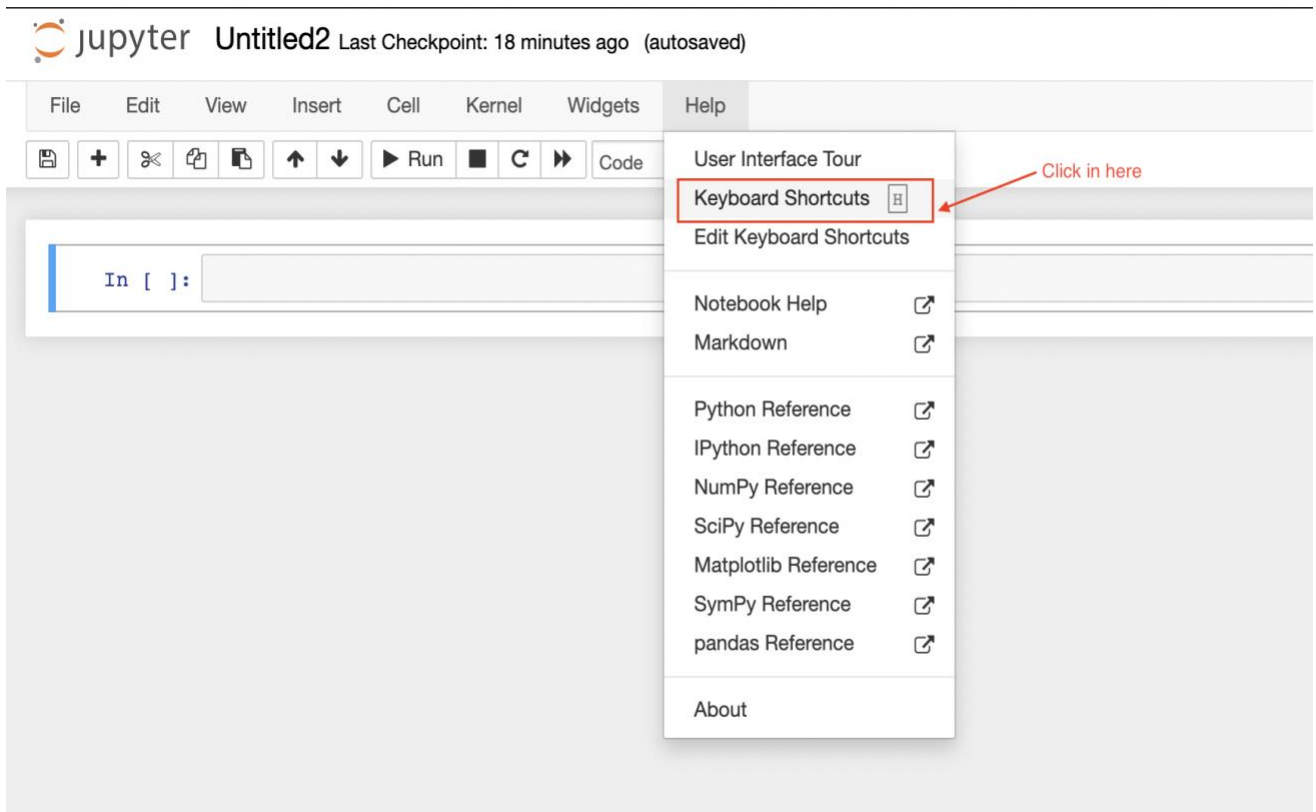 jupyter Untitled2 Last Checkpoint: 18 minutes ago (autosaved)
File Edit View Insert Cell Kernel Widgets Help
Run Code
User Interface Tour
Click in here
Keyboard Shortcuts H
Edit Keyboard Shortcuts
In [ ]:
Notebook Help
Markdown
Python Reference
IPython Reference
NumPy Reference
SciPy Reference
Matplotlib Reference
SymPy Reference
pandas Reference
About